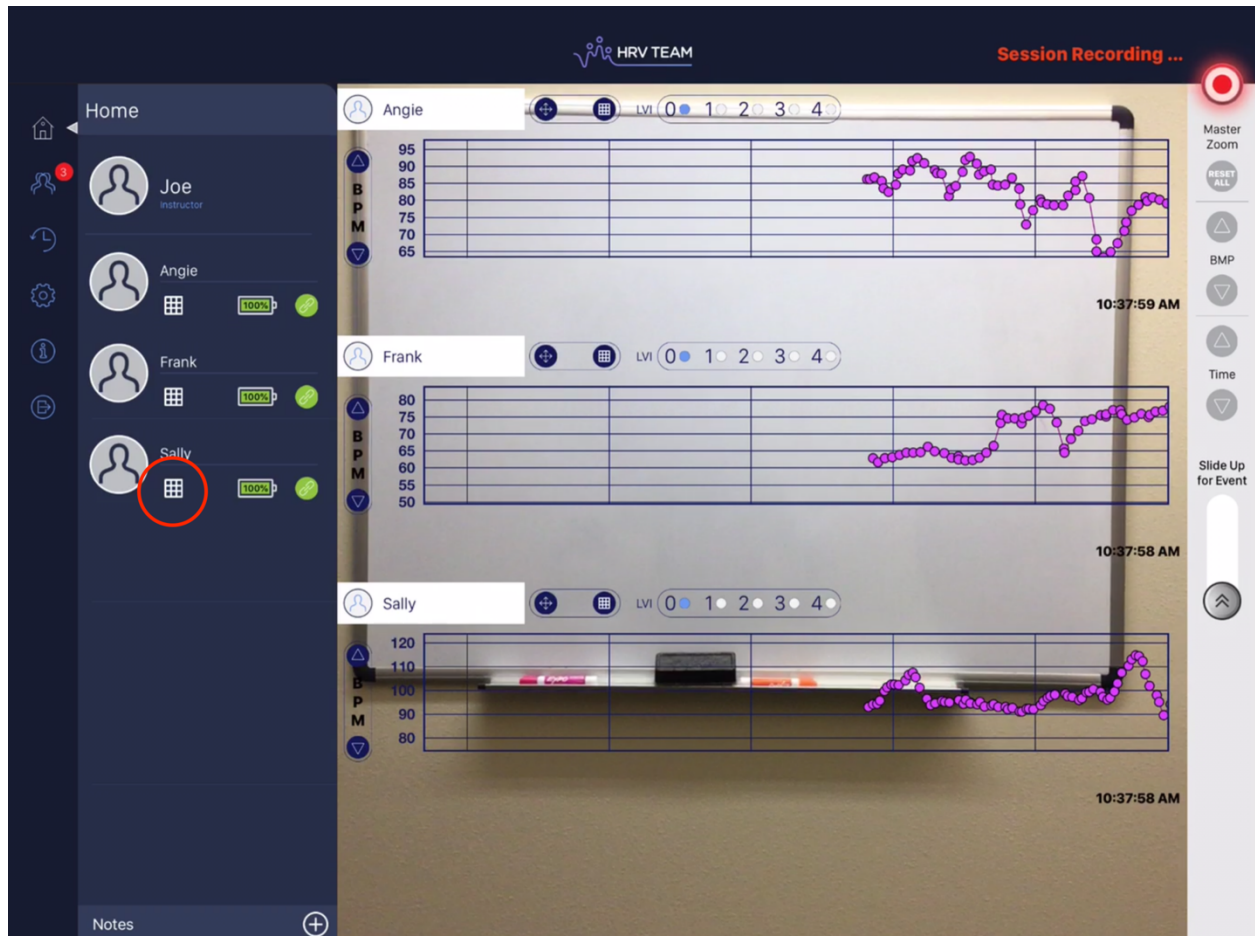 HRV TEAM
Session Recording ...
Home
3
Joe
Instructor
Angie
100%
Frank
100%
Sally
100%
Notes
Angie
LVI 0 1 2 3 4
BPM
95
90
85
80
75
70
65
10:37:59 AM
Frank
LVI 0 1 2 3 4
BPM
80
75
70
65
60
55
50
10:37:58 AM
Sally
LVI 0 1 2 3 4
BPM
120
110
100
90
80
10:37:58 AM
Master
Zoom
RESET
ALL
BMP
Time
Slide Up
for Event